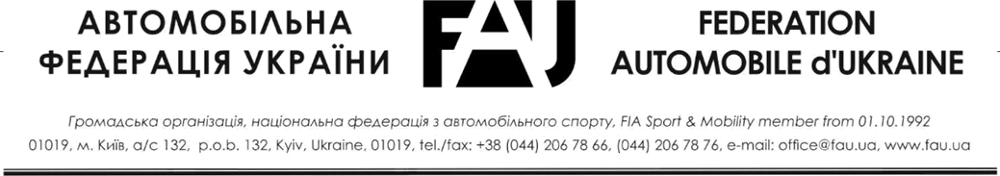 АВТОМОБІЛЬНА
ФЕДЕРАЦІЯ УКРАЇНИ
FAU
FEDERATION
AUTOMOBILE d'UKRAINE
Громадська організація, національна федерація з автомобільного спорту, FIA Sport & Mobility member from 01.10.1992
01019, м. Київ, а/с 132, p.o.b. 132, Kyiv, Ukraine, 01019, tel./fax: +38 (044) 206 78 66, (044) 206 78 76, e-mail: office@fau.ua, www.fau.ua